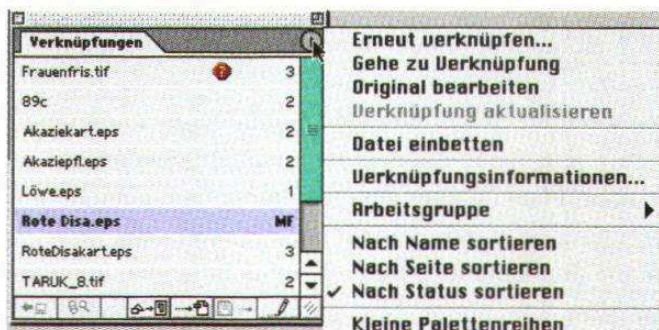 Verknüpfungen
Frauenfris.tif 3
89c 2
Akaziekart.eps 2
Akaziepfl.eps 2
Löwe.eps 1
Rote Disa.eps MF
RoteDisakart.eps 3
TARUK_8.tif 2
Erneut verknüpfen...
Gehe zu Verknüpfung
Original bearbeiten
Verknüpfung aktualisieren
Datei einbetten
Verknüpfungsinformationen...
Arbeitsgruppe
Nach Name sortieren
Nach Seite sortieren
Nach Status sortieren
Kleine Palettenreihen